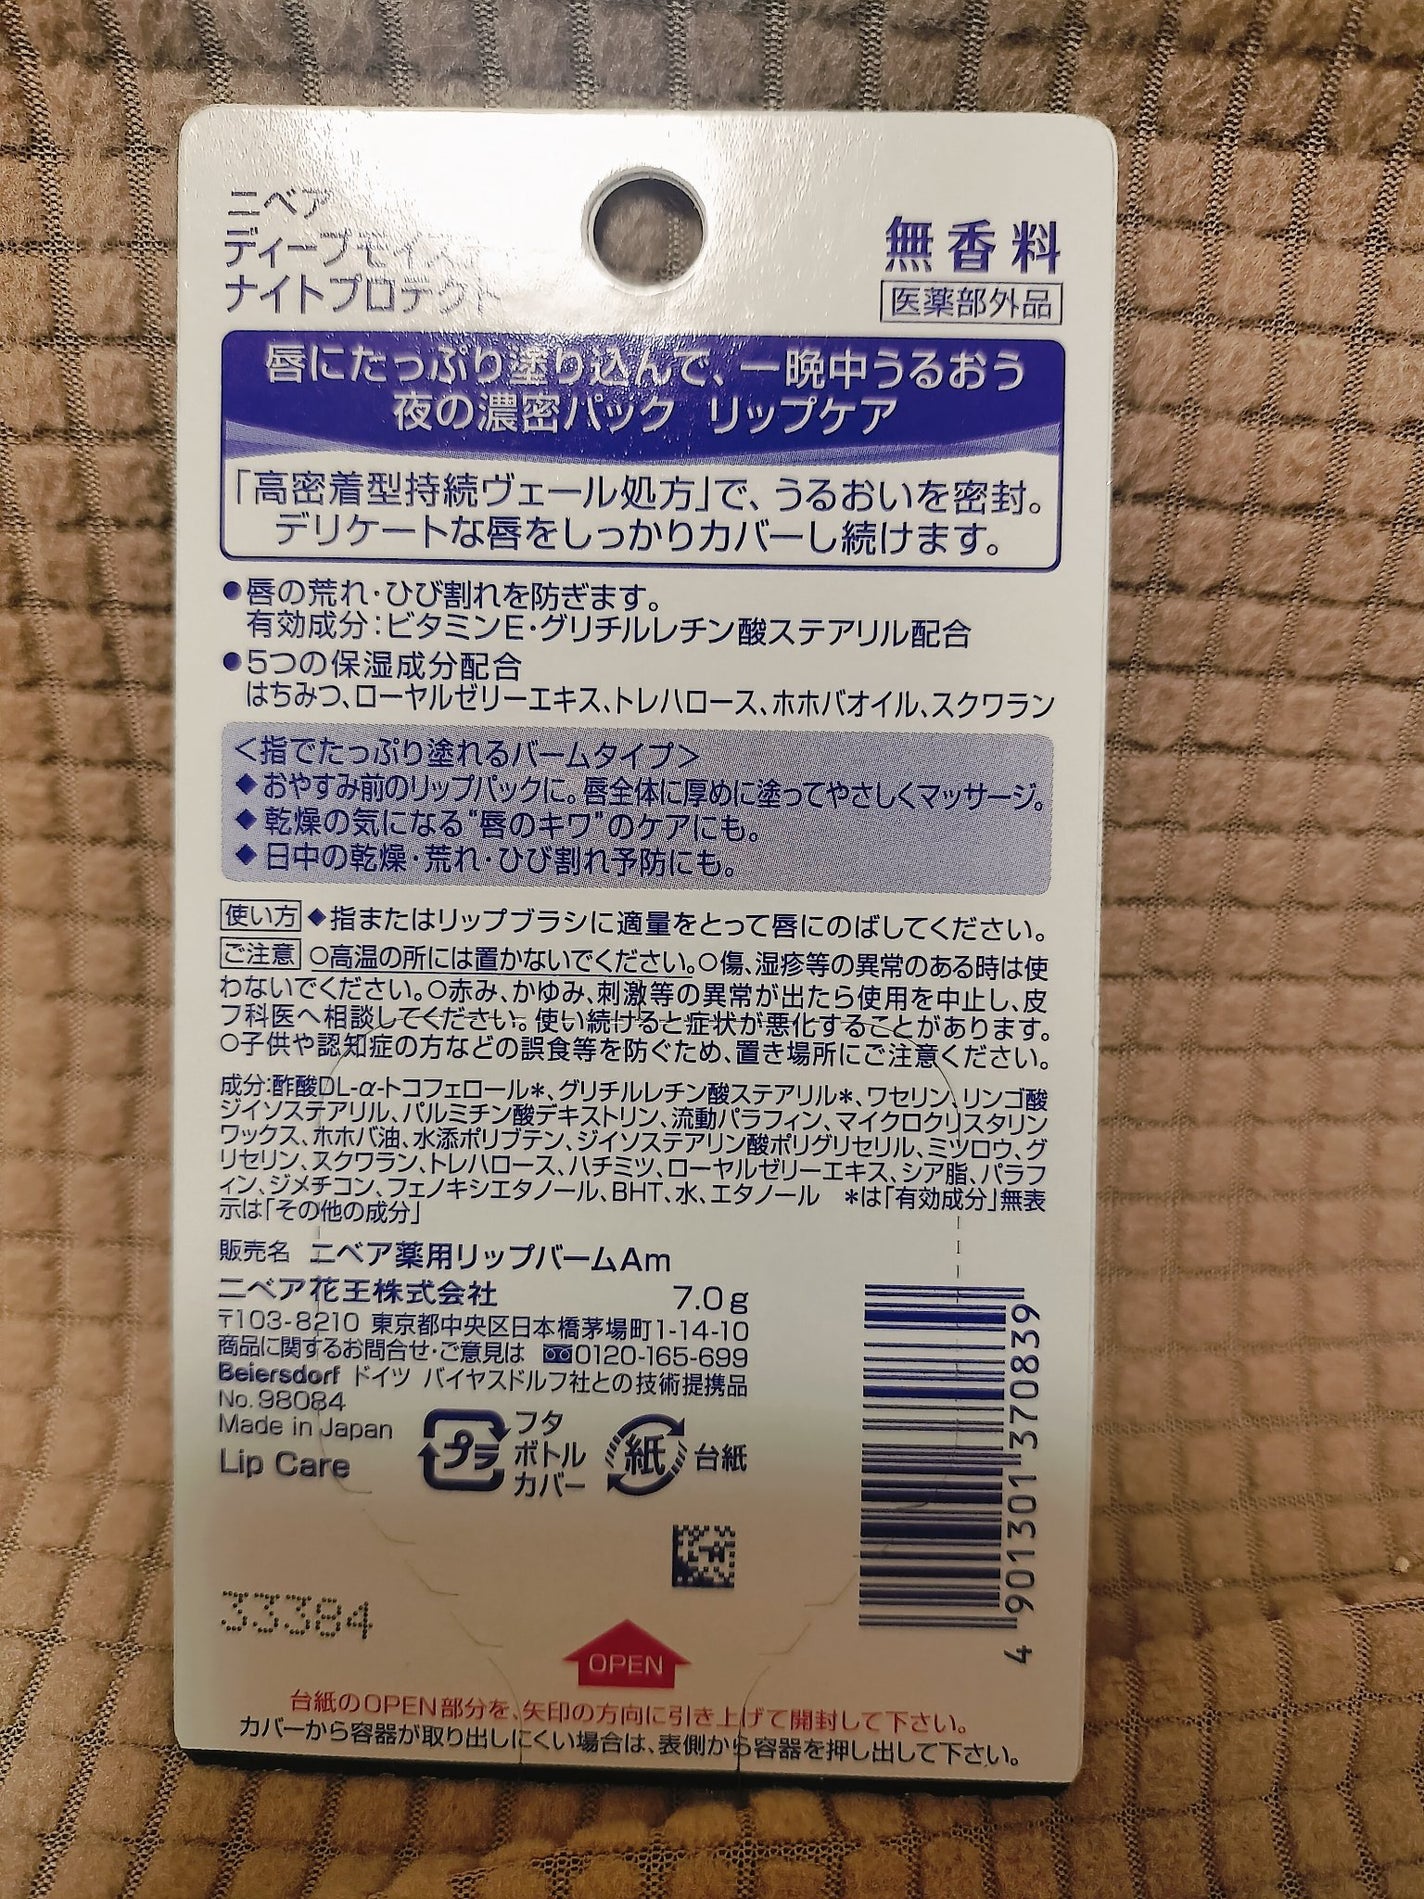 ニベア
ディープモイスチャー
ナイトプロテクト
無香料
医薬部外品
唇にたっぷり塗り込んで、一晩中うるおう
夜の濃密パック リップケア
「高密着型持続ヴェール処方」で、うるおいを密封。
デリケートな唇をしっかりカバーし続けます。
●唇の荒れ・ひび割れを防ぎます。
有効成分:ビタミンE・グリチルレチン酸ステアリル配合
●5つの保湿成分配合
はちみつ、ローヤルゼリーエキス、トレハロース、ホホバオイル、スクワラン
<指でたっぷり塗れるバームタイプ>
◆おやすみ前のリップパックに。唇全体に厚めに塗ってやさしくマッサージ。
◆乾燥の気になる"唇のキワ"のケアにも。
◆日中の乾燥・荒れ・ひび割れ予防にも。
使い方 ◆指またはリップブラシに適量をとって唇にのばしてください。
ご注意 ○高温の所には置かないでください。○傷、湿疹等の異常のある時は使
わないでください。○赤み、かゆみ、刺激等の異常が出たら使用を中止し、皮
フ科医へ相談してください。使い続けると症状が悪化することがあります。
○子供や認知症の方などの誤食等を防ぐため、置き場所にご注意ください。
成分:酢酸DL-α-トコフェロール*、グリチルレチン酸ステアリル*、ワセリン、リンゴ酸
ジイソステアリル、パルミチン酸デキストリン、流動パラフィン、マイクロクリスタリン
ワックス、ホホバ油、水添ポリブテン、ジイソステアリン酸ポリグリセリル、ミツロウ、グ
リセリン、スクワラン、トレハロース、ハチミツ、ローヤルゼリーエキス、シア脂、パラフ
ィン、ジメチコン、フェノキシエタノール、BHT、水、エタノール *は「有効成分」無表
示は「その他の成分」
販売名 ニベア薬用リップバームAm
ニベア花王株式会社 7.0g
〒103-8210 東京都中央区日本橋茅場町1-14-10
商品に関するお問合せ・ご意見は 0120-165-699
Beiersdorf ドイツ バイヤスドルフ社との技術提携品
No.98084
Made in Japan
Lip Care
プラ
フタ
ボトル
カバー
紙
台紙
4 901301 370839
33384
OPEN
台紙のOPEN部分を、矢印の方向に引き上げて開封して下さい。
カバーから容器が取り出しにくい場合は、表側から容器を押し出して下さい。